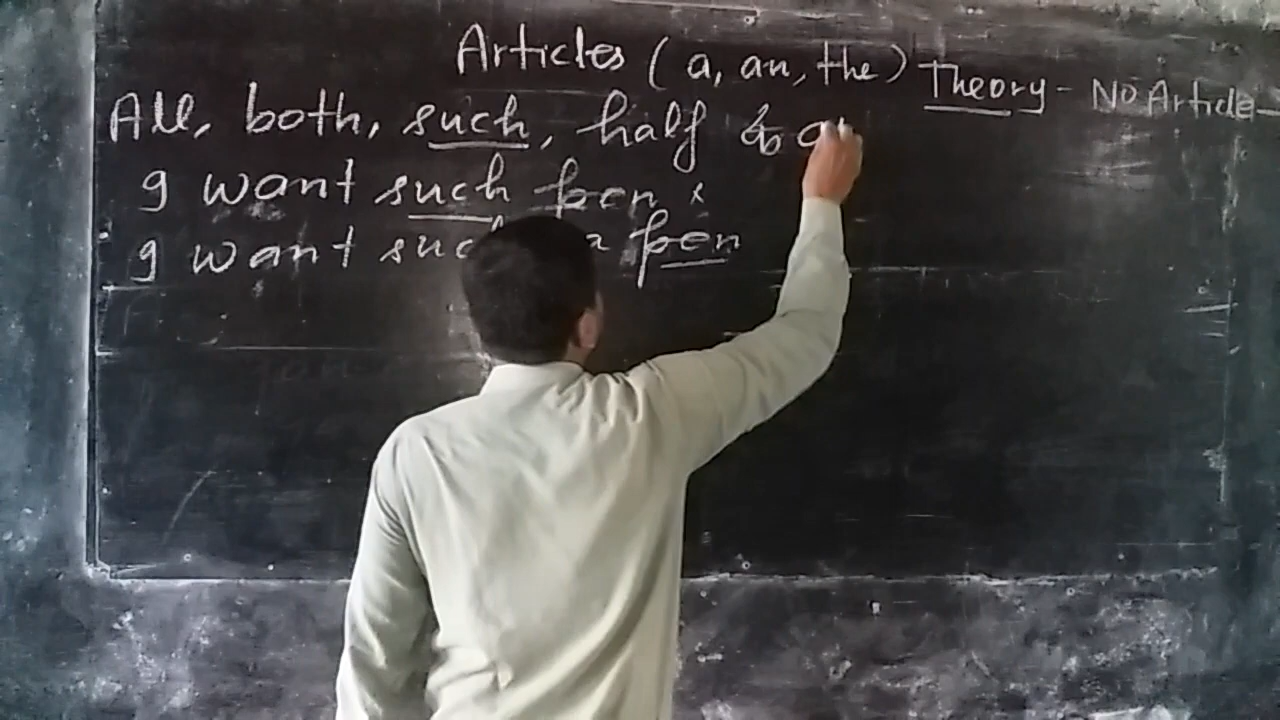 Articles (a, an, the) Theory - No Article -
All, both, such, half &
I want such pen ×
I want a pen